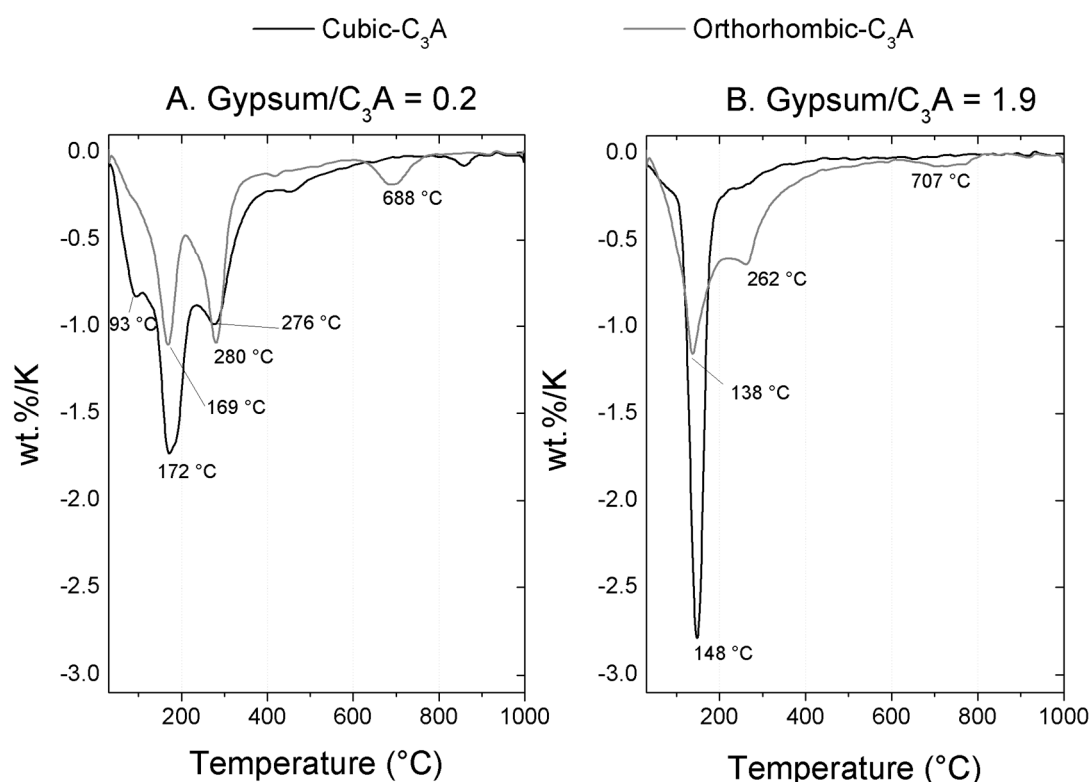 Cubic-C₃A
Orthorhombic-C₃A
A. Gypsum/C₃A = 0.2
0.0
-0.5
-1.0
-1.5
-2.0
-2.5
-3.0
wt.%/K
93 °C
169 °C
172 °C
276 °C
280 °C
688 °C
200
400
600
800
1000
Temperature (°C)
B. Gypsum/C₃A = 1.9
0.0
-0.5
-1.0
-1.5
-2.0
-2.5
-3.0
wt.%/K
707 °C
262 °C
138 °C
148 °C
200
400
600
800
1000
Temperature (°C)